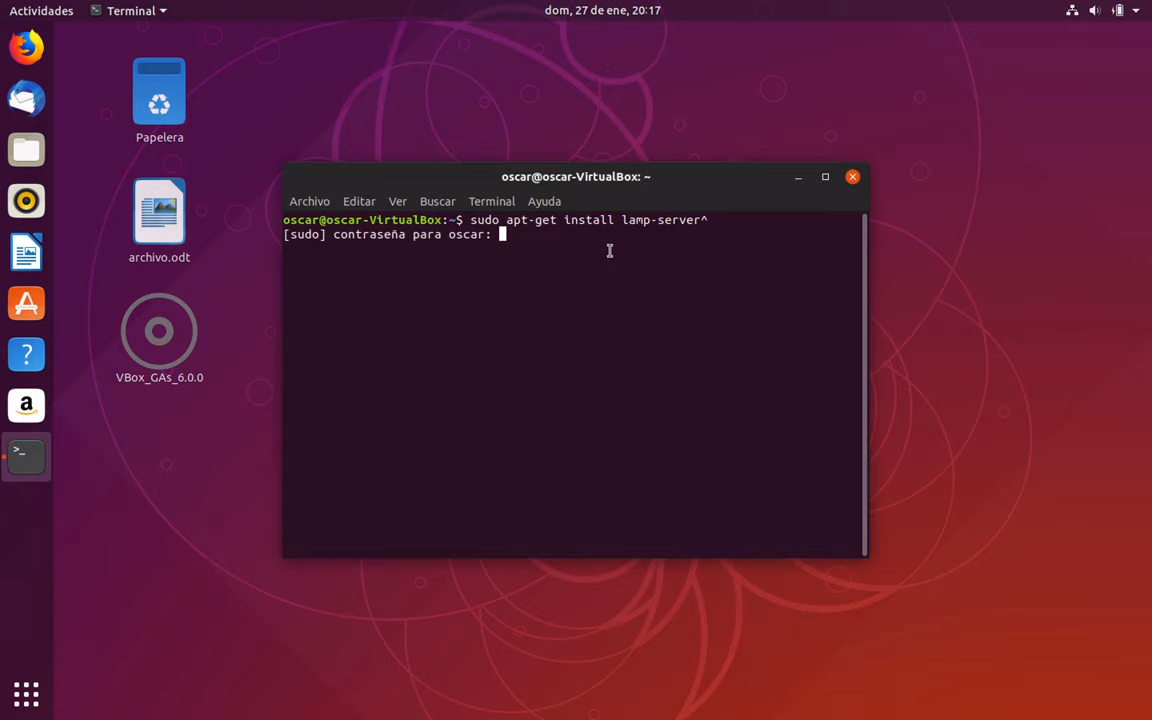 Actividades
Terminal
dom, 27 de ene, 20:17
Papelera
archivo.odt
VBox_GAs_6.0.0
oscar@oscar-VirtualBox: ~
Archivo Editar Ver Buscar Terminal Ayuda
oscar@oscar-VirtualBox:~$ sudo apt-get install lamp-server^
[sudo] contraseña para oscar: